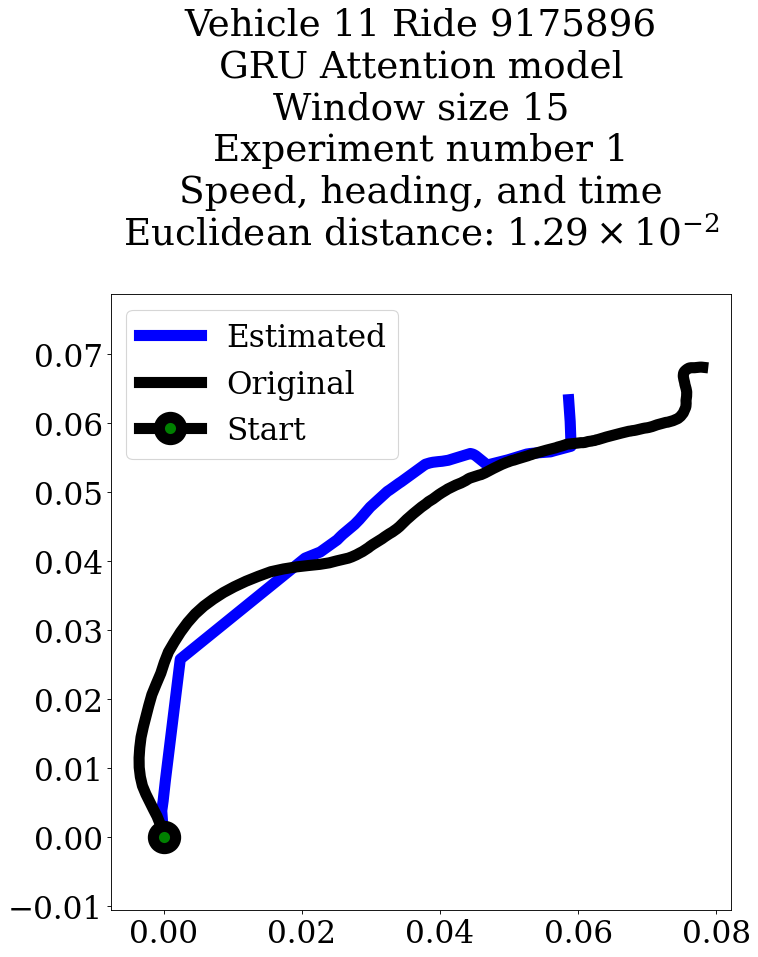 Vehicle 11 Ride 9175896
GRU Attention model
Window size 15
Experiment number 1
Speed, heading, and time
Euclidean distance: 1.29 × 10⁻²
Estimated
Original
Start
0.07
0.06
0.05
0.04
0.03
0.02
0.01
0.00
−0.01
0.00 0.02 0.04 0.06 0.08